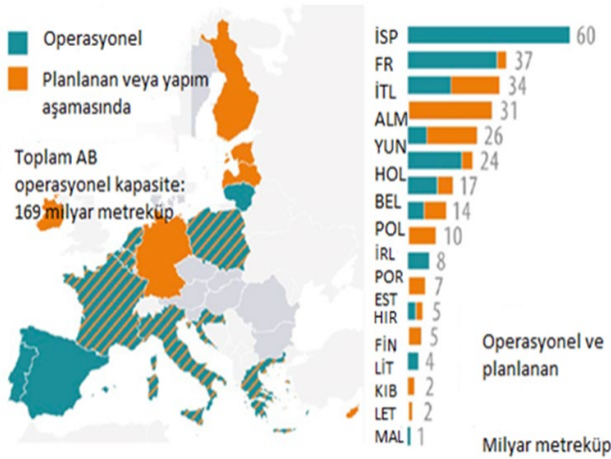 Operasyonel
Planlanan veya yapım
aşamasında
Toplam AB
operasyonel kapasite:
169 milyar metreküp
İSP 60
FR 37
İTL 34
ALM 31
YUN 26
HOL 24
BEL 17
POL 14
İRL 10
POR 8
EST 7
HIR 5
FİN 5
LİT 4
KIB 2
LET 2
MAL 1
Operasyonel ve
planlanan
Milyar metreküp